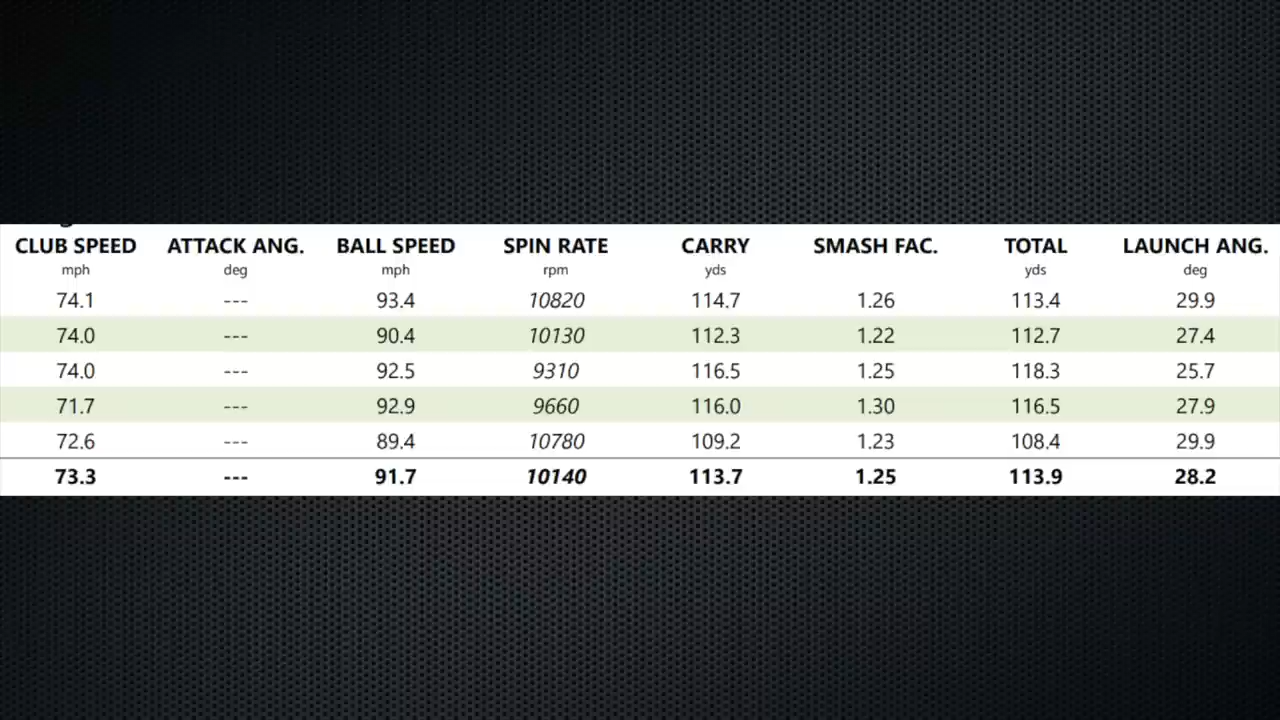 CLUB SPEED ATTACK ANG. BALL SPEED SPIN RATE CARRY SMASH FAC. TOTAL LAUNCH ANG.
mph deg mph rpm yds yds deg
74.1 --- 93.4 10820 114.7 1.26 113.4 29.9
74.0 --- 90.4 10130 112.3 1.22 112.7 27.4
74.0 --- 92.5 9310 116.5 1.25 118.3 25.7
71.7 --- 92.9 9660 116.0 1.30 116.5 27.9
72.6 --- 89.4 10780 109.2 1.23 108.4 29.9
73.3 --- 91.7 10140 113.7 1.25 113.9 28.2